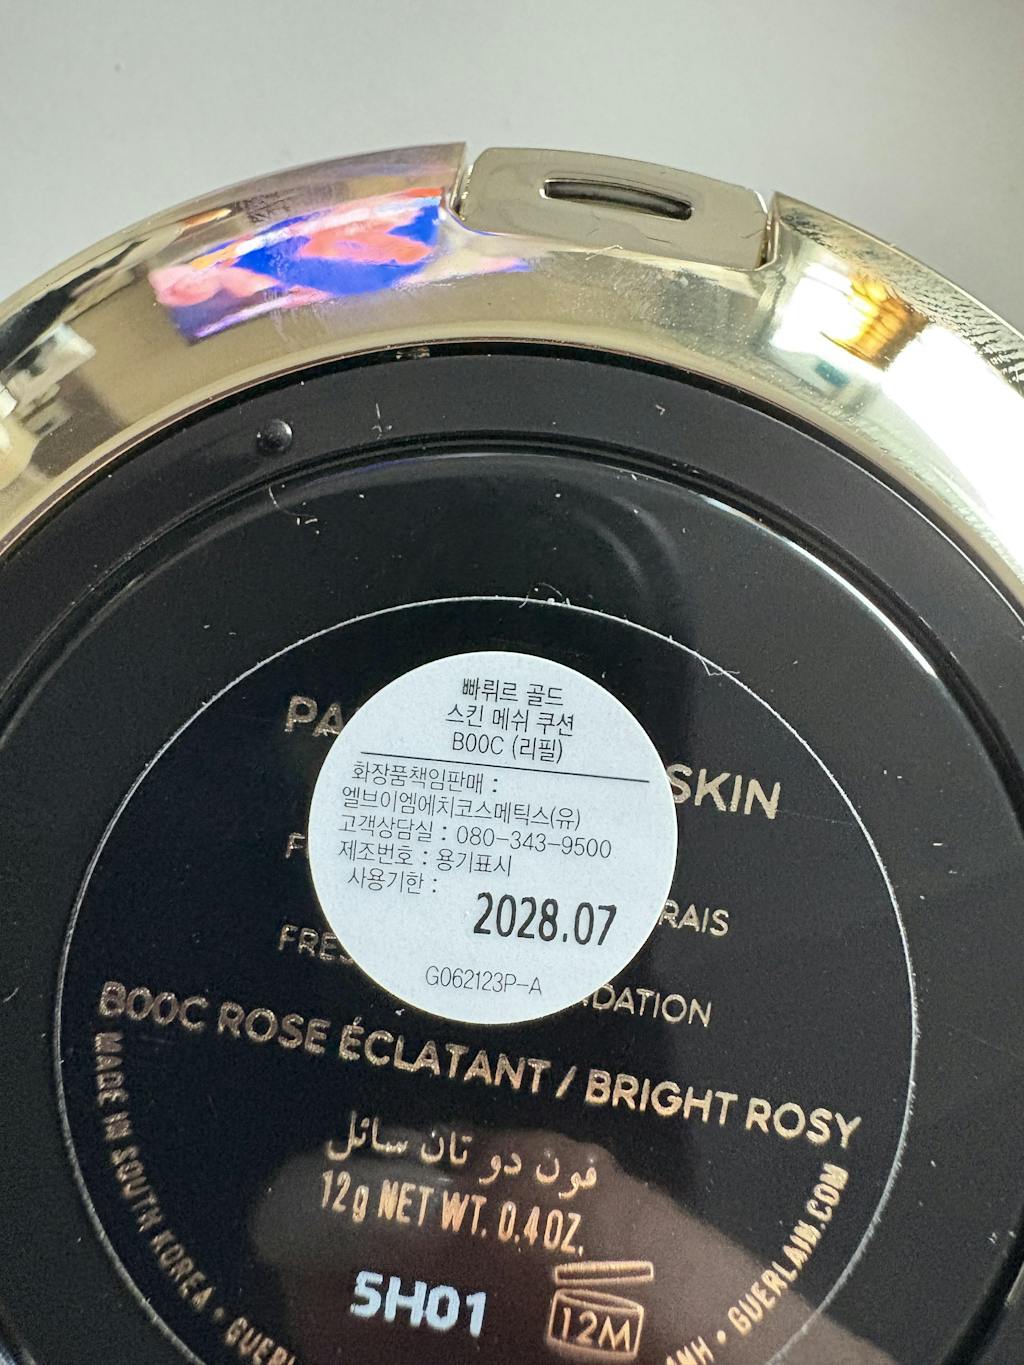 빠뤼르 골드
스킨 메쉬 쿠션
B00C (리필)
화장품책임판매 :
엘브이엠에치코스메틱스(유)
고객상담실 : 080-343-9500
제조번호 : 용기표시
사용기한 :
2028.07
G062123P-A
SKIN
B00C ROSE ÉCLATANT / BRIGHT ROSY
فون دو تان سائل
12g NET WT. 0.4OZ.
5H01
12M
MADE IN SOUTH KOREA •
• GUERLAIN.COM